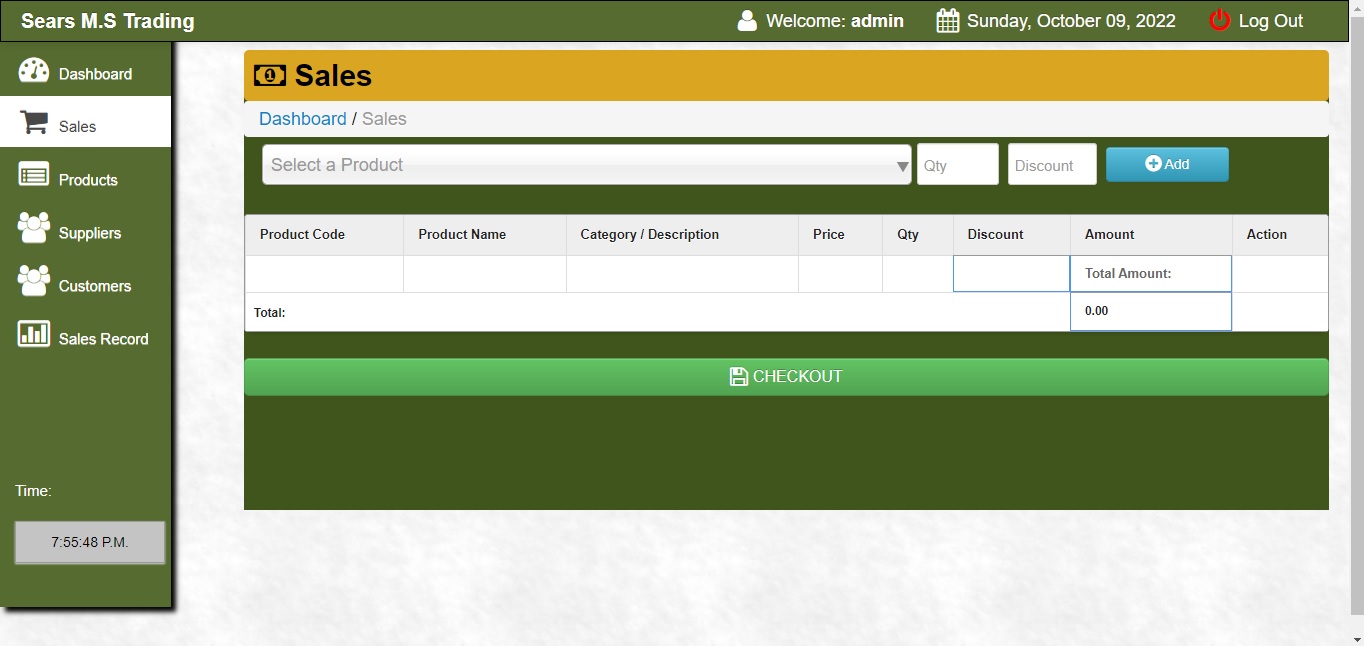 Sears M.S Trading
Welcome: admin
Sunday, October 09, 2022
Log Out
Dashboard
Sales
Products
Suppliers
Customers
Sales Record
Time:
7:55:48 P.M.
Sales
Dashboard / Sales
Select a Product
Qty
Discount
Add
Product Code Product Name Category / Description Price Qty Discount Amount Action
Total Amount:
Total: 0.00
CHECKOUT